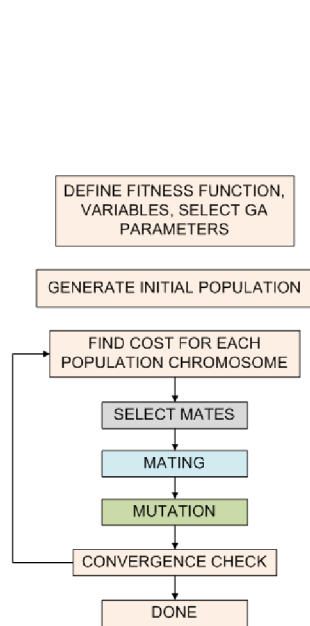 DEFINE FITNESS FUNCTION,
VARIABLES, SELECT GA
PARAMETERS
GENERATE INITIAL POPULATION
FIND COST FOR EACH
POPULATION CHROMOSOME
SELECT MATES
MATING
MUTATION
CONVERGENCE CHECK
DONE